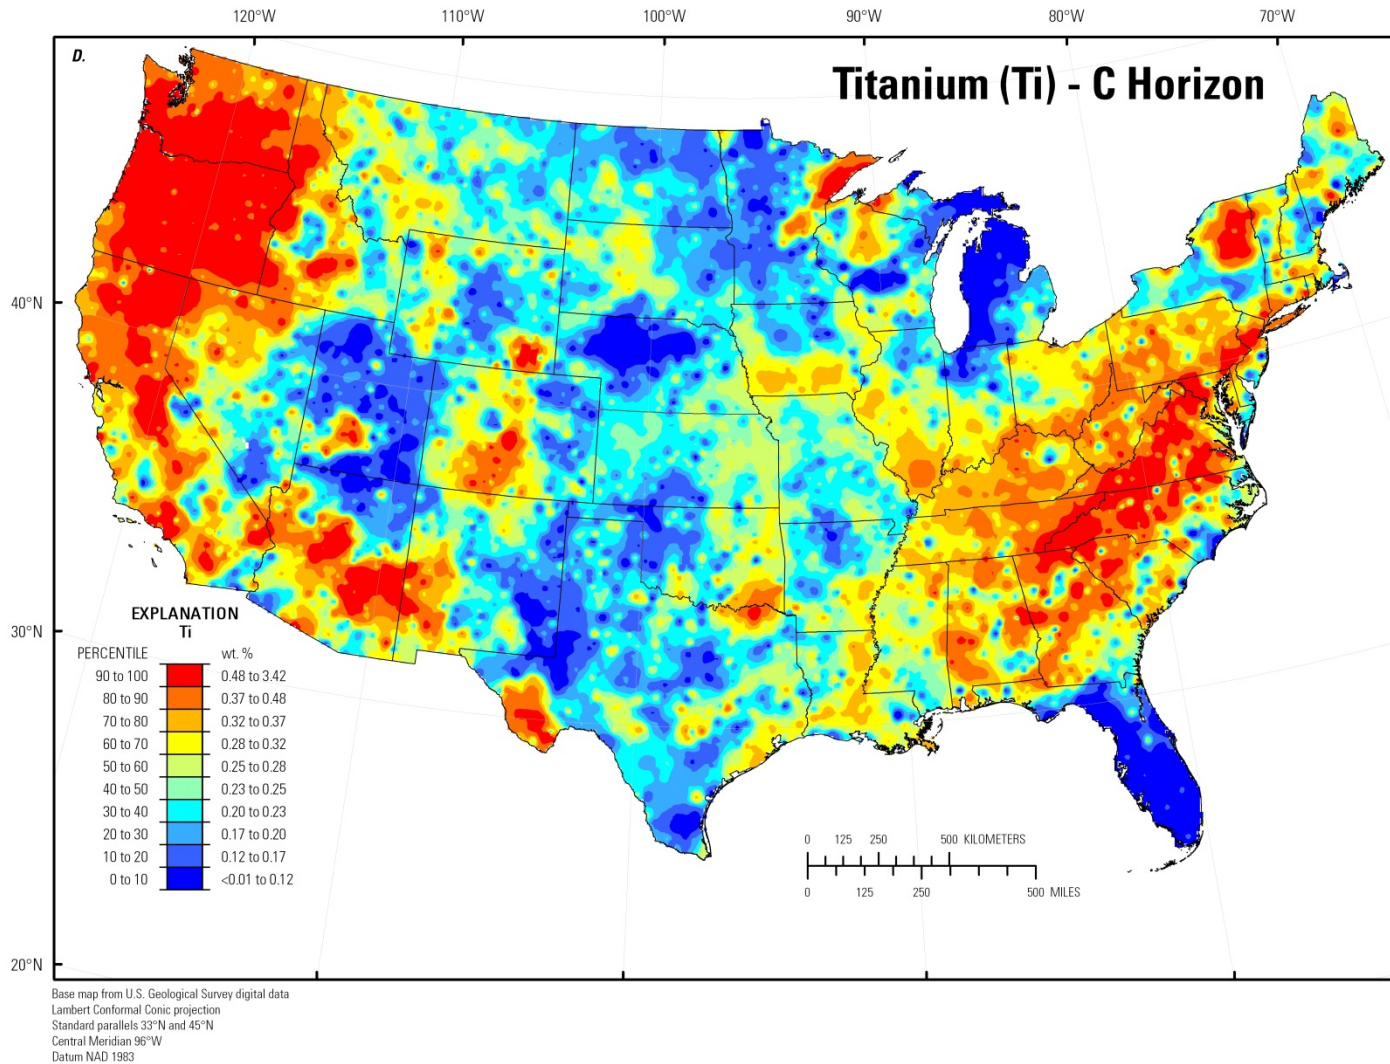 120°W 110°W 100°W 90°W 80°W 70°W
D.
Titanium (Ti) - C Horizon
40°N
30°N
20°N
EXPLANATION
Ti
PERCENTILE wt. %
90 to 100 0.48 to 3.42
80 to 90 0.37 to 0.48
70 to 80 0.32 to 0.37
60 to 70 0.28 to 0.32
50 to 60 0.25 to 0.28
40 to 50 0.23 to 0.25
30 to 40 0.20 to 0.23
20 to 30 0.17 to 0.20
10 to 20 0.12 to 0.17
0 to 10 <0.01 to 0.12
0 125 250 500 KILOMETERS
0 125 250 500 MILES
Base map from U.S. Geological Survey digital data
Lambert Conformal Conic projection
Standard parallels 33°N and 45°N
Central Meridian 96°W
Datum NAD 1983